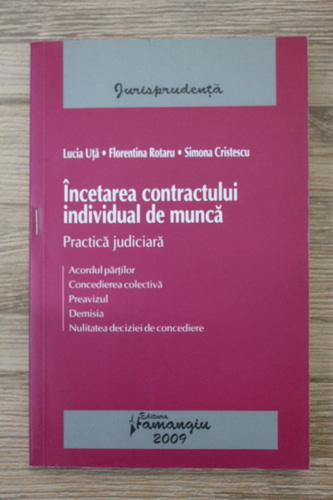 Jurisprudență
Lucia Uță • Florentina Rotaru • Simona Cristescu
Încetarea contractului
individual de muncă
Practică judiciară
Acordul părților
Concedierea colectivă
Preavizul
Demisia
Nulitatea deciziei de concediere
Editura
Hamangiu
2009